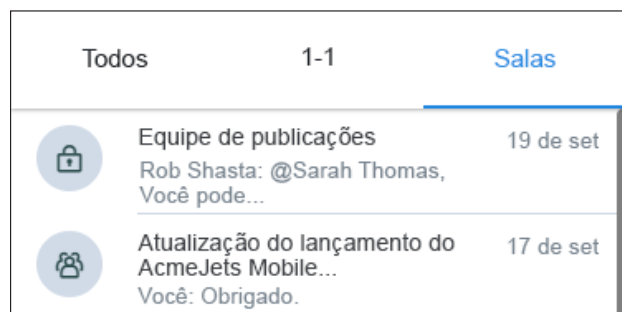 Todos 1-1 Salas
Equipe de publicações 19 de set
Rob Shasta: @Sarah Thomas,
Você pode...
Atualização do lançamento do 17 de set
AcmeJets Mobile...
Você: Obrigado.